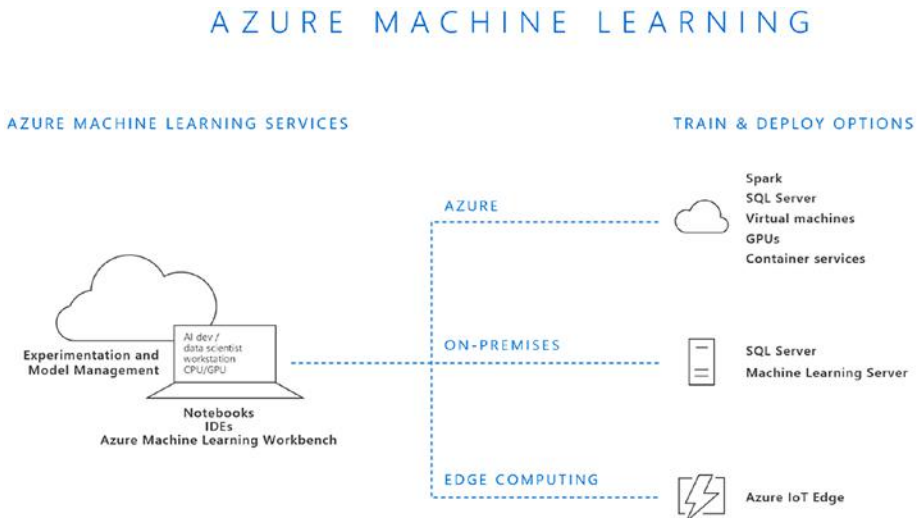 AZURE MACHINE LEARNING
AZURE MACHINE LEARNING SERVICES
TRAIN & DEPLOY OPTIONS
Experimentation and
Model Management
AI dev /
data scientist
workstation
CPU/GPU
Notebooks
IDEs
Azure Machine Learning Workbench
AZURE
Spark
SQL Server
Virtual machines
GPUs
Container services
ON-PREMISES
SQL Server
Machine Learning Server
EDGE COMPUTING
Azure IoT Edge